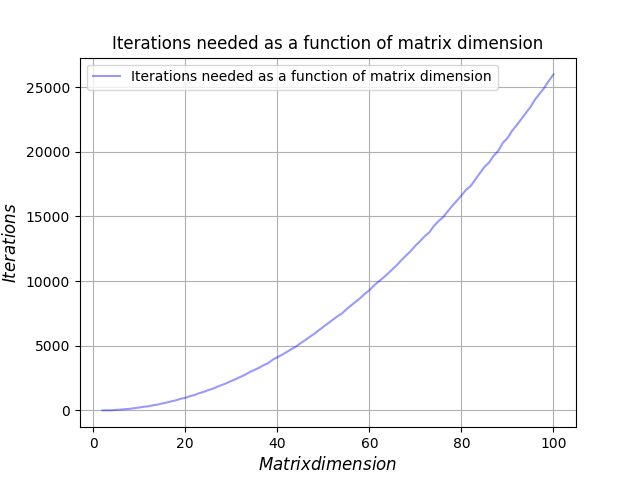 Iterations needed as a function of matrix dimension
Iterations needed as a function of matrix dimension
25000
20000
15000
10000
5000
0
Iterations
0 20 40 60 80 100
Matrixdimension